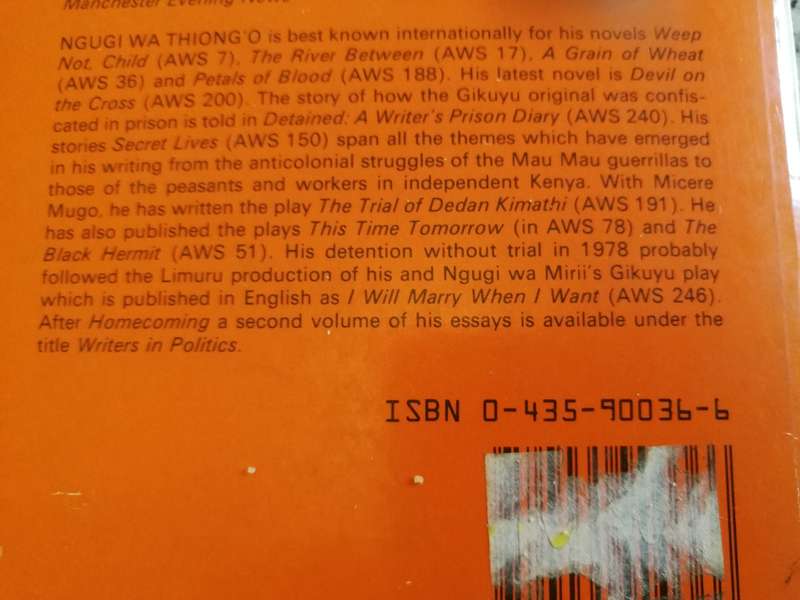 Manchester Evening News
NGUGI WA THIONG'O is best known internationally for his novels Weep
Not, Child (AWS 7), The River Between (AWS 17), A Grain of Wheat
(AWS 36) and Petals of Blood (AWS 188). His latest novel is Devil on
the Cross (AWS 200). The story of how the Gikuyu original was confis-
cated in prison is told in Detained: A Writer's Prison Diary (AWS 240). His
stories Secret Lives (AWS 150) span all the themes which have emerged
in his writing from the anticolonial struggles of the Mau Mau guerrillas to
those of the peasants and workers in independent Kenya. With Micere
Mugo, he has written the play The Trial of Dedan Kimathi (AWS 191). He
has also published the plays This Time Tomorrow (in AWS 78) and The
Black Hermit (AWS 51). His detention without trial in 1978 probably
followed the Limuru production of his and Ngugi wa Mirii's Gikuyu play
which is published in English as I Will Marry When I Want (AWS 246).
After Homecoming a second volume of his essays is available under the
title Writers in Politics.
ISBN 0-435-90036-6